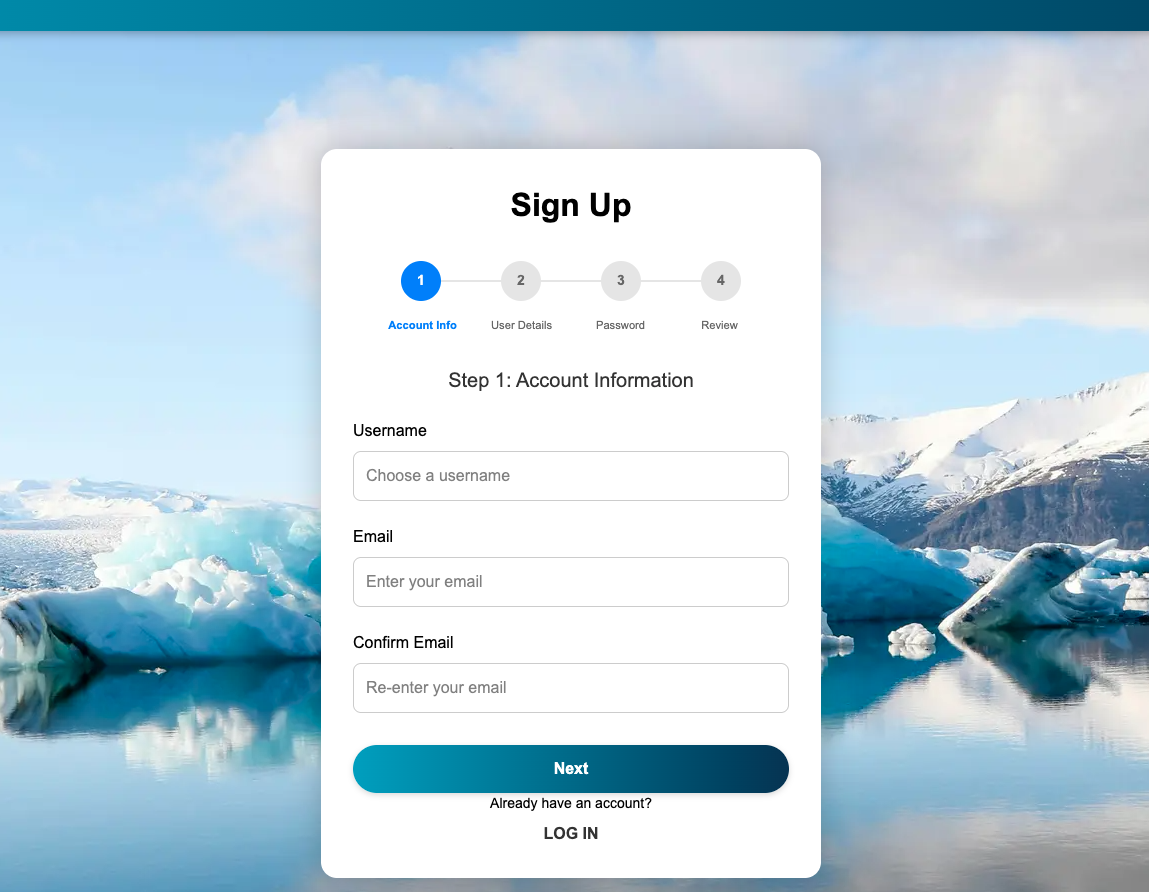 Sign Up
1 2 3 4
Account Info User Details Password Review
Step 1: Account Information
Username
Choose a username
Email
Enter your email
Confirm Email
Re-enter your email
Next
Already have an account?
LOG IN